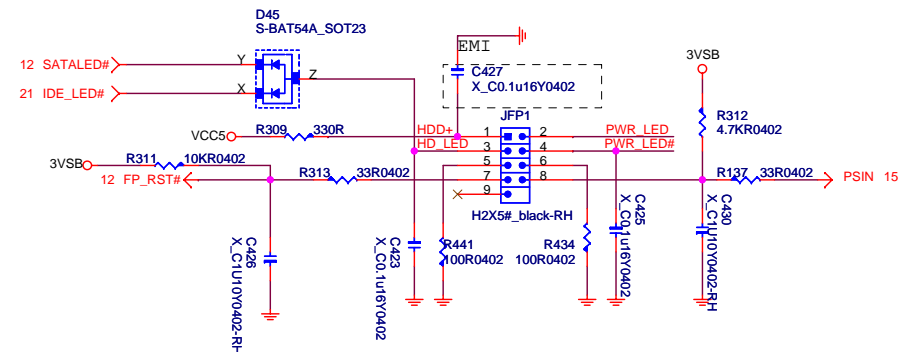 D45
S-BAT54A_SOT23
12 SATALED#
Y
Z
21 IDE_LED#
X
EMI
C427
X_C0.1u16Y0402
3VSB
JFP1
R312
4.7KR0402
VCC5
R309
330R
HDD+
1
2
PWR_LED
HD_LED
3
4
PWR_LED#
3VSB
R311
10KR0402
5
6
12 FP_RST#
R313
33R0402
7
8
R137
33R0402
PSIN 15
9
H2X5#_black-RH
C426
X_C1U10Y0402-RH
C423
X_C0.1u16Y0402
R441
100R0402
R434
100R0402
C425
X_C0.1u16Y0402
C430
X_C1U10Y0402-RH